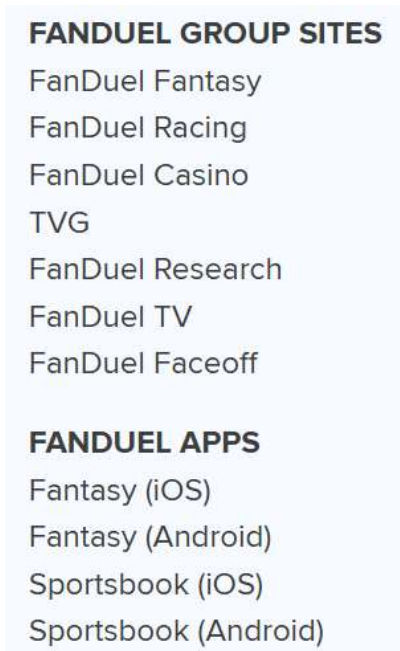 FANDUEL GROUP SITES
FanDuel Fantasy
FanDuel Racing
FanDuel Casino
TVG
FanDuel Research
FanDuel TV
FanDuel Faceoff
FANDUEL APPS
Fantasy (iOS)
Fantasy (Android)
Sportsbook (iOS)
Sportsbook (Android)